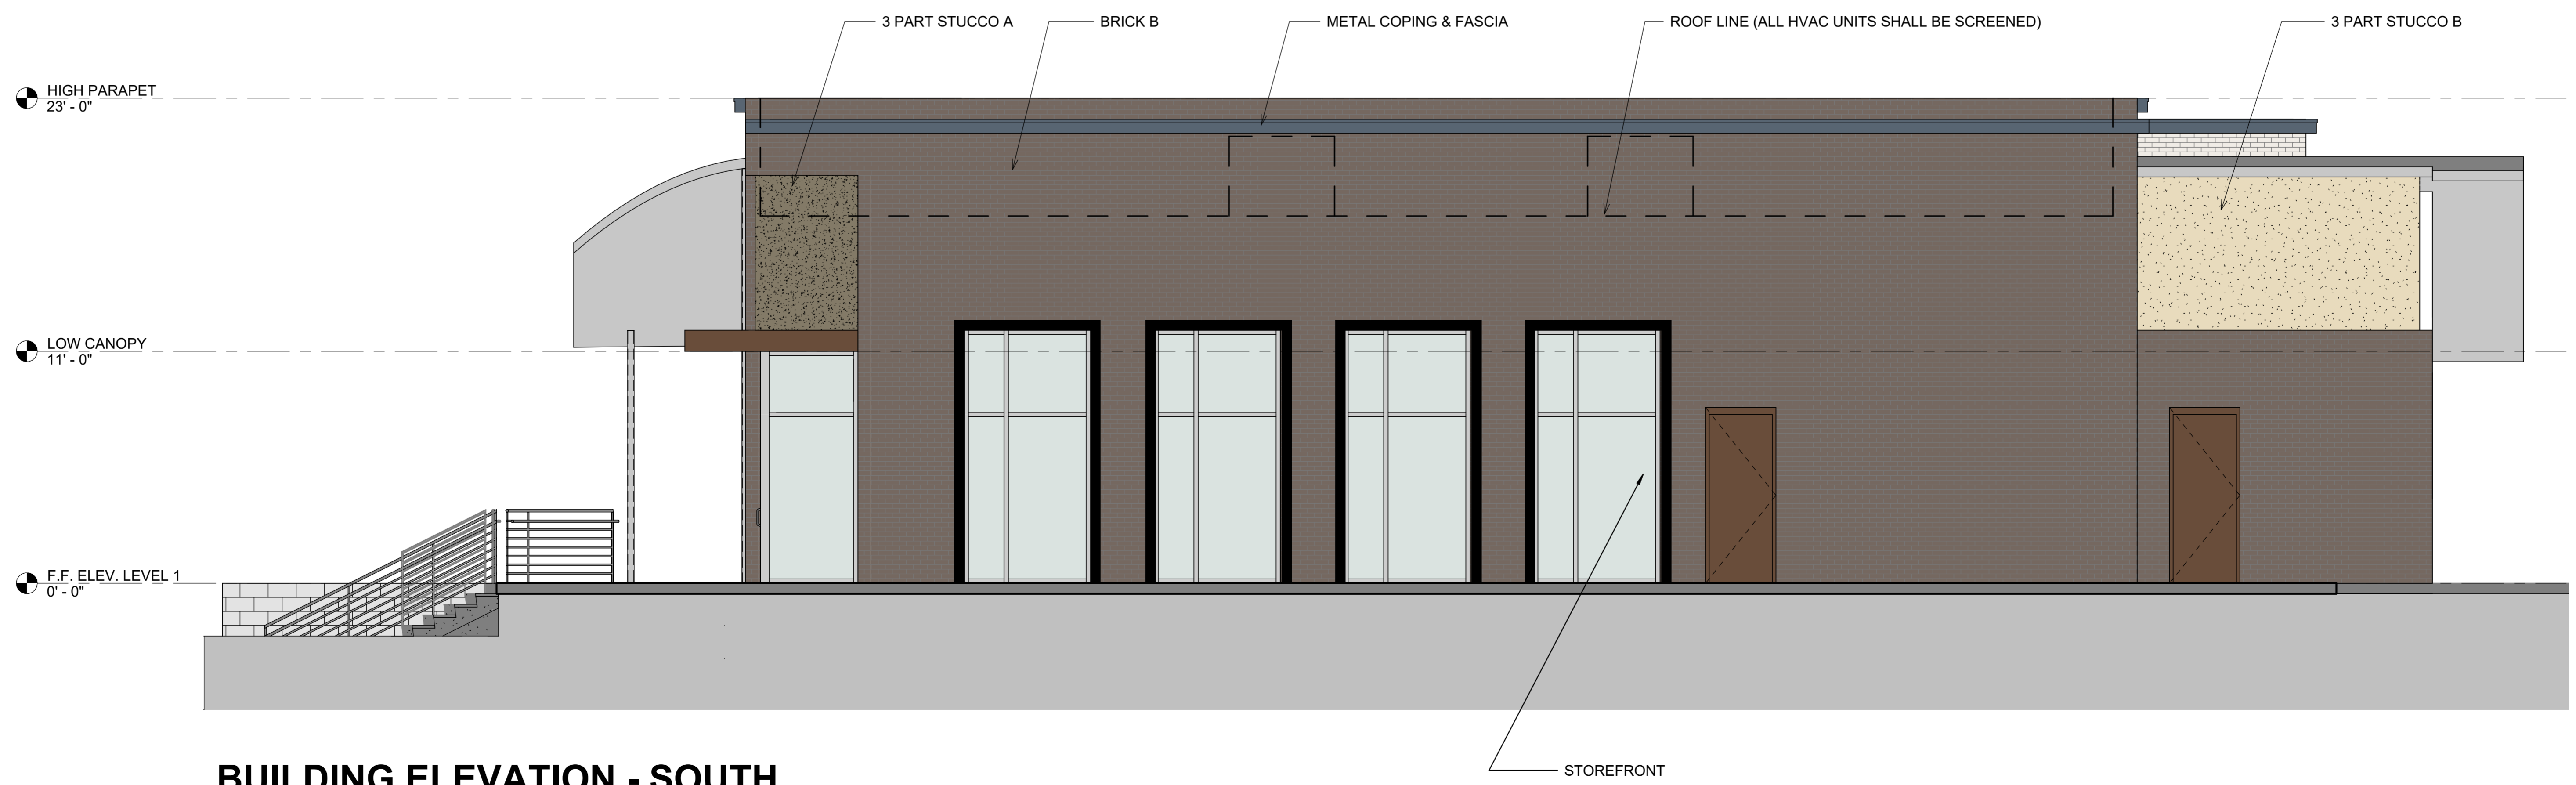 3 PART STUCCO A
BRICK B
METAL COPING & FASCIA
ROOF LINE (ALL HVAC UNITS SHALL BE SCREENED)
3 PART STUCCO B
HIGH PARAPET
23' - 0"
LOW CANOPY
11' - 0"
F.F. ELEV. LEVEL 1
0' - 0"
STOREFRONT
BUILDING ELEVATION - SOUTH